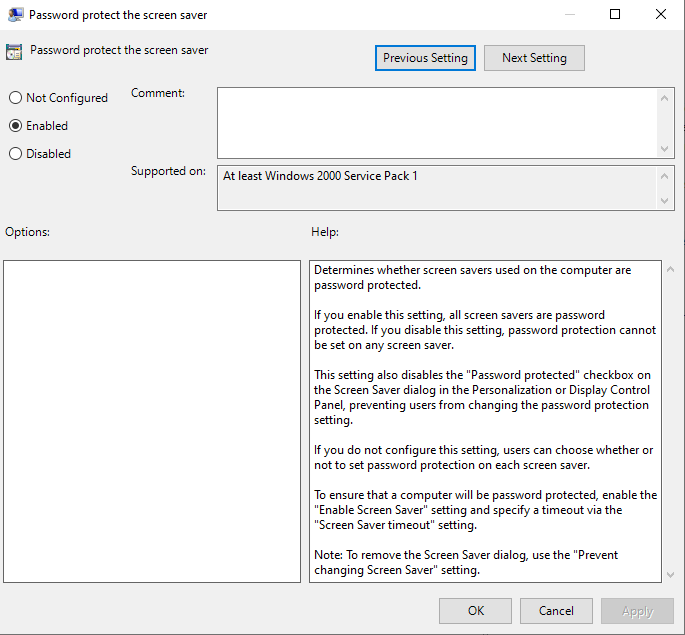 Password protect the screen saver
Password protect the screen saver
Previous Setting
Next Setting
Not Configured
Comment:
Enabled
Disabled
Supported on:
At least Windows 2000 Service Pack 1
Options:
Help:
Determines whether screen savers used on the computer are
password protected.
If you enable this setting, all screen savers are password
protected. If you disable this setting, password protection cannot
be set on any screen saver.
This setting also disables the "Password protected" checkbox on
the Screen Saver dialog in the Personalization or Display Control
Panel, preventing users from changing the password protection
setting.
If you do not configure this setting, users can choose whether or
not to set password protection on each screen saver.
To ensure that a computer will be password protected, enable the
"Enable Screen Saver" setting and specify a timeout via the
"Screen Saver timeout" setting.
Note: To remove the Screen Saver dialog, use the "Prevent
changing Screen Saver" setting.
OK
Cancel
Apply